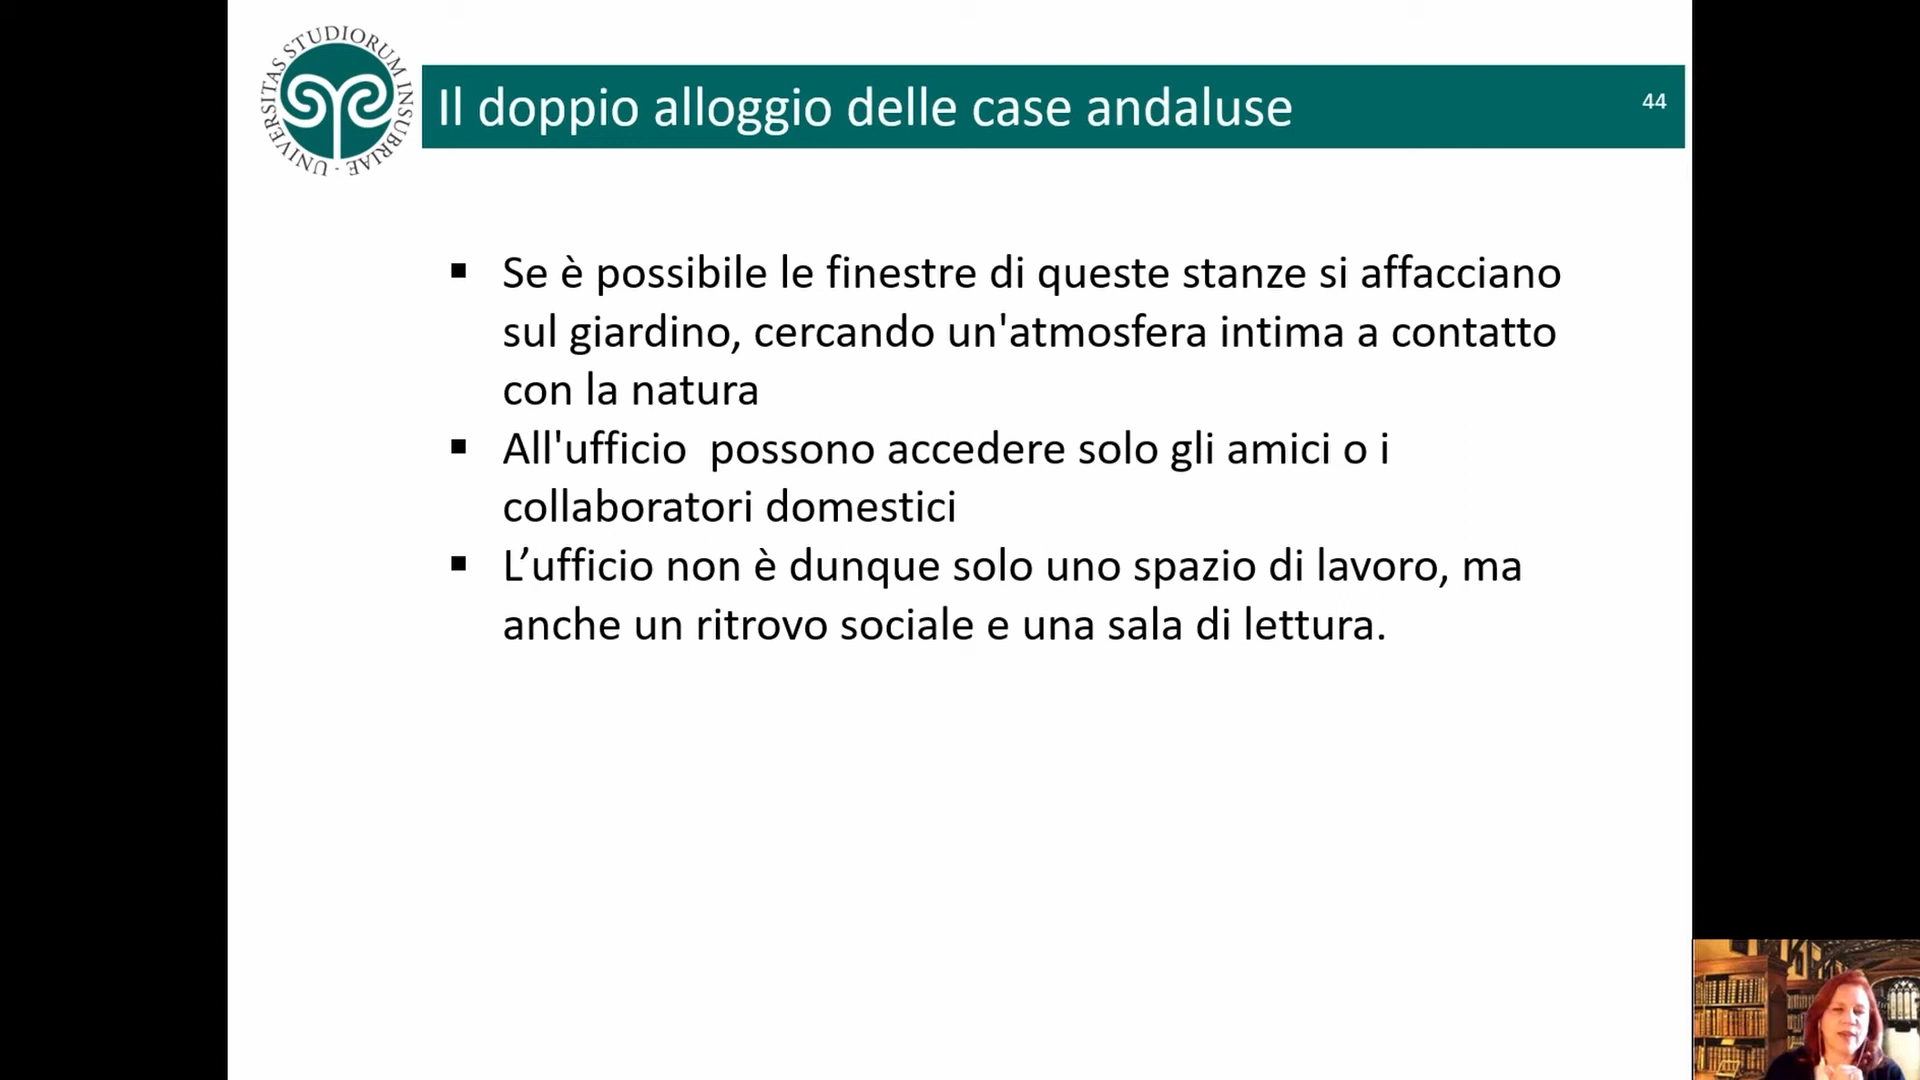 UNIVERSITAS STUDIORUM INSUBRIAE
Il doppio alloggio delle case andaluse
44
▪ Se è possibile le finestre di queste stanze si affacciano
sul giardino, cercando un'atmosfera intima a contatto
con la natura
▪ All'ufficio  possono accedere solo gli amici o i
collaboratori domestici
▪ L’ufficio non è dunque solo uno spazio di lavoro, ma
anche un ritrovo sociale e una sala di lettura.